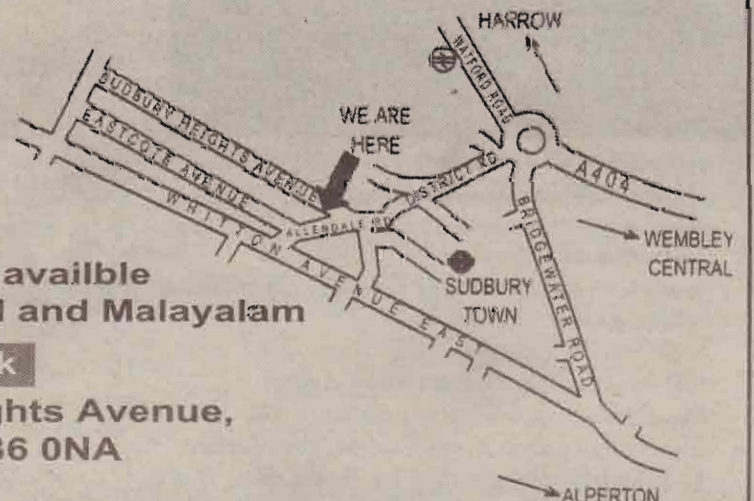 HARROW
WATFORD ROAD
SUDBURY HEIGHTS AVENUE
WE ARE
HERE
EASTCOTE AVENUE
DISTRICT RD
A404
ALLENDALE RD
WHITTON AVENUE EAST
BRIDGEWATER ROAD
WEMBLEY
CENTRAL
SUDBURY
TOWN
availble
and Malayalam
ghts Avenue,
0NA
ALPERTON